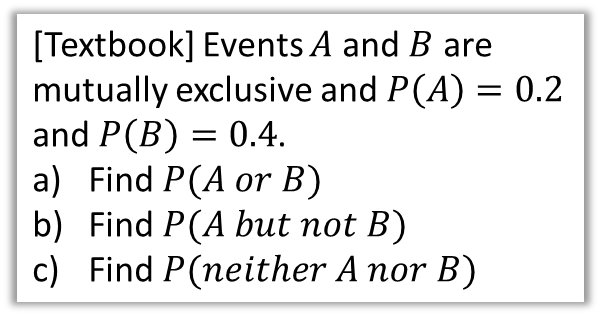 [Textbook] Events A and B are
mutually exclusive and P(A) = 0.2
and P(B) = 0.4.
a) Find P(A or B)
b) Find P(A but not B)
c) Find P(neither A nor B)